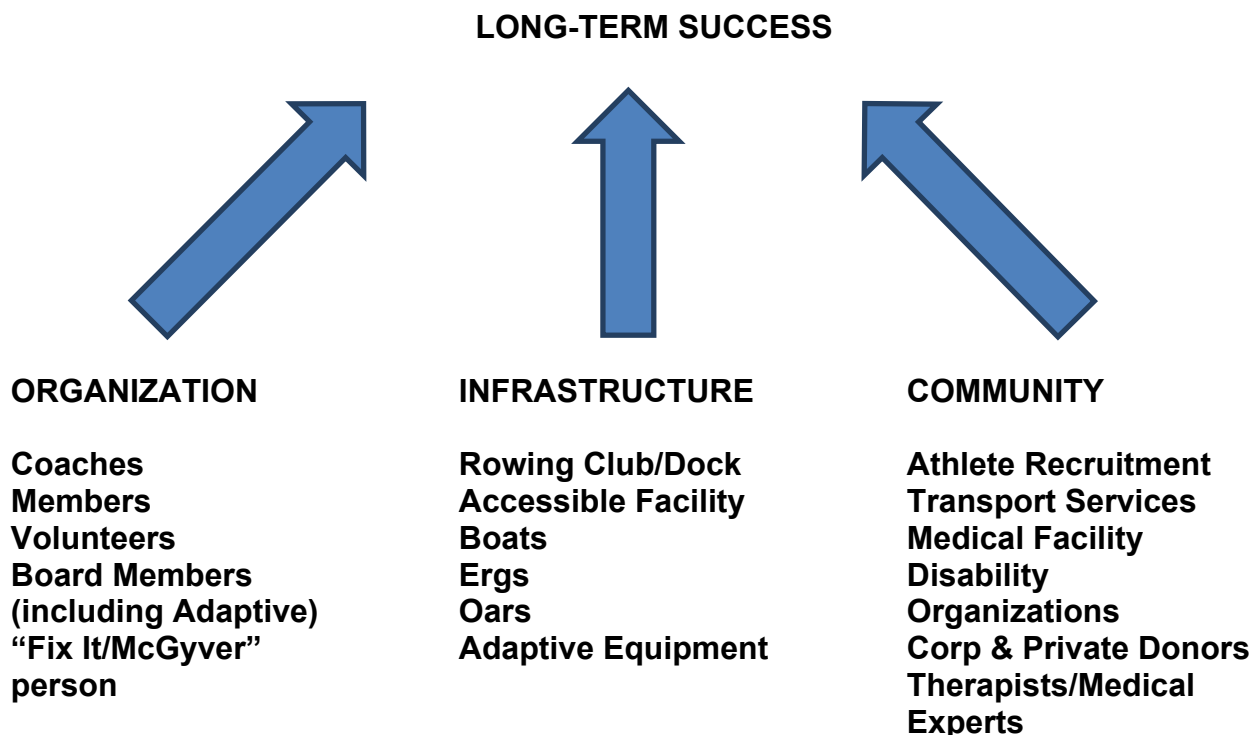 LONG-TERM SUCCESS
ORGANIZATION
Coaches
Members
Volunteers
Board Members
(including Adaptive)
“Fix It/McGyver”
person
INFRASTRUCTURE
Rowing Club/Dock
Accessible Facility
Boats
Ergs
Oars
Adaptive Equipment
COMMUNITY
Athlete Recruitment
Transport Services
Medical Facility
Disability
Organizations
Corp & Private Donors
Therapists/Medical
Experts